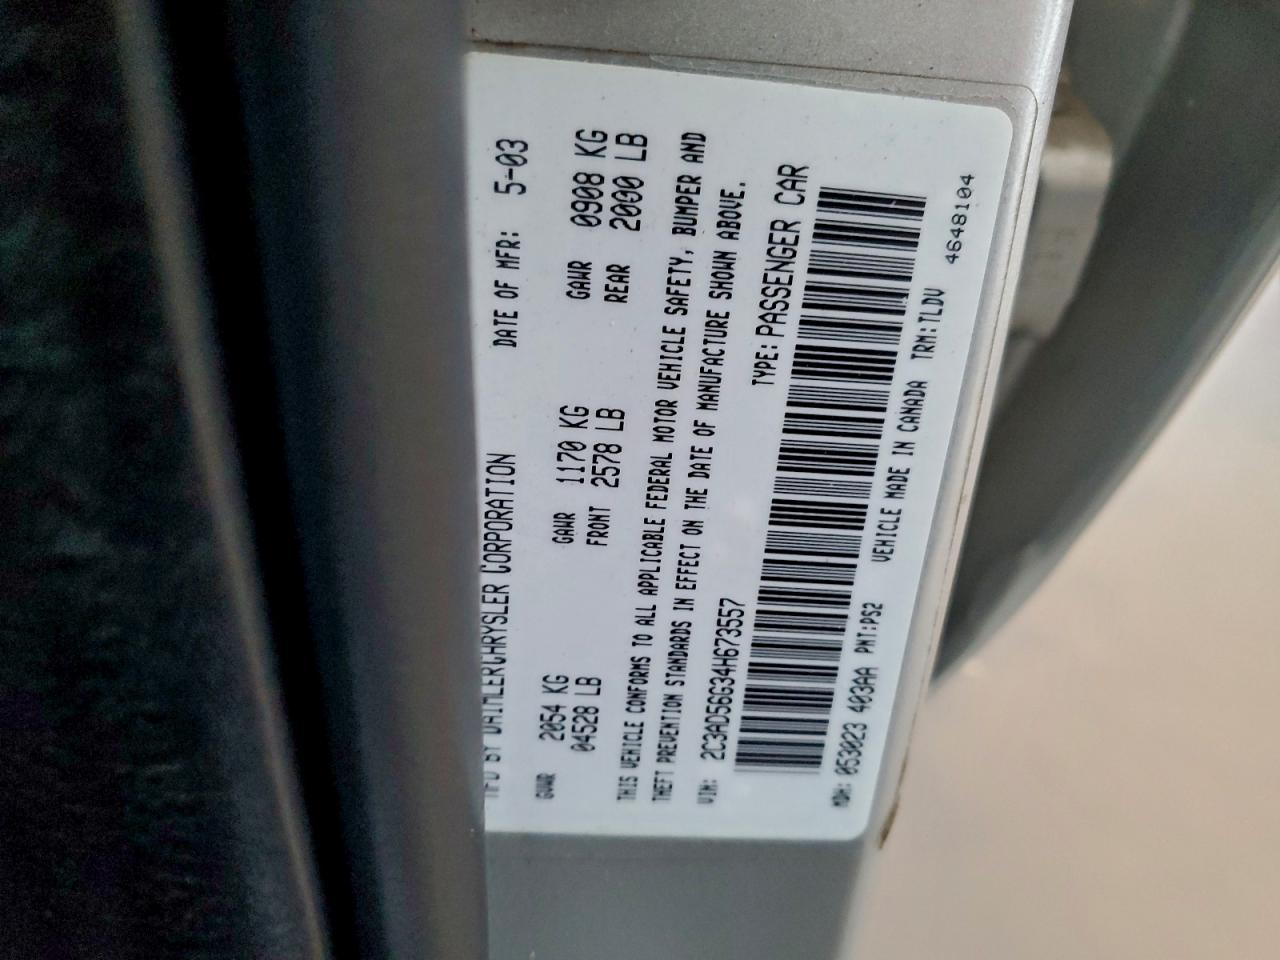 MFD BY DAIMLERCHRYSLER CORPORATION DATE OF MFR: 5-03
GVWR 2054 KG GAWR 1170 KG GAWR 0908 KG
04528 LB FRONT 2578 LB REAR 2000 LB
THIS VEHICLE CONFORMS TO ALL APPLICABLE FEDERAL MOTOR VEHICLE SAFETY, BUMPER AND
THEFT PREVENTION STANDARDS IN EFFECT ON THE DATE OF MANUFACTURE SHOWN ABOVE.
VIN: 2C3AD56G34H673557 TYPE: PASSENGER CAR
MDH: 053023 403AA PNT:PS2 VEHICLE MADE IN CANADA TRM:TLDV
4648104